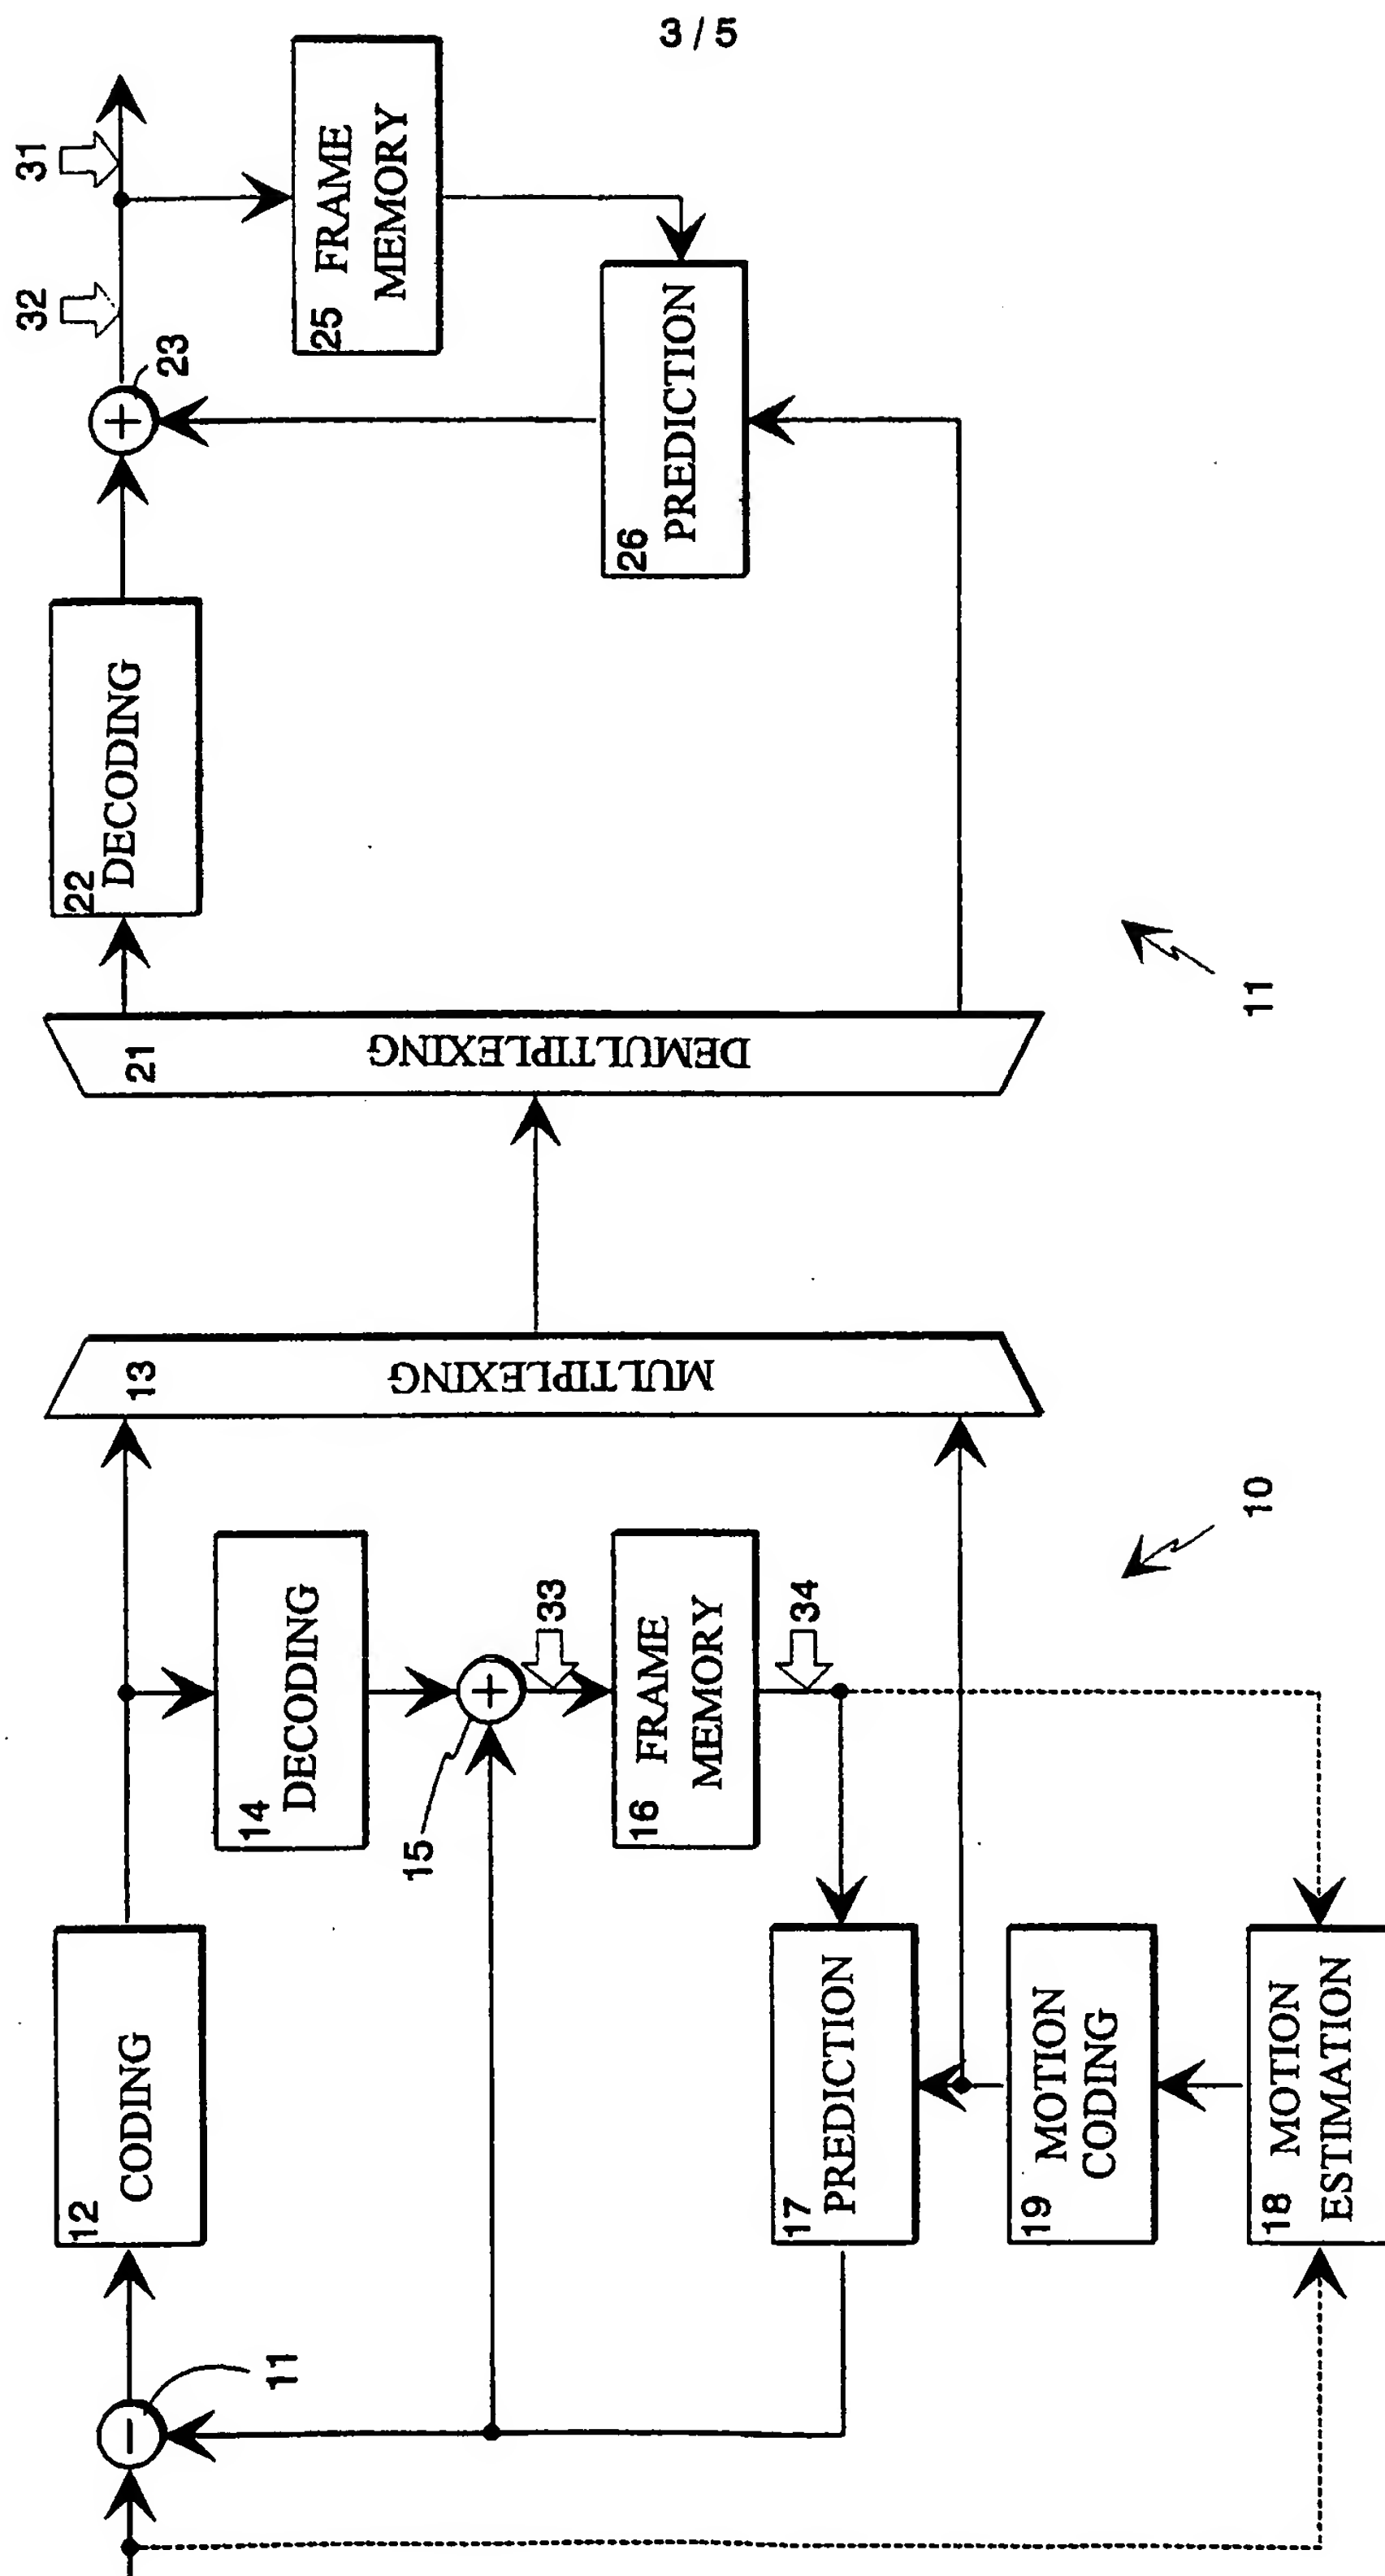 3 / 5
12
CODING
14
DECODING
13
MULTIPLEXING
21
DEMULTIPLEXING
22
DECODING
32
31
23
25
FRAME
MEMORY
26
PREDICTION
11
15
33
16
FRAME
MEMORY
34
17
PREDICTION
19
MOTION
CODING
18
MOTION
ESTIMATION
10
11